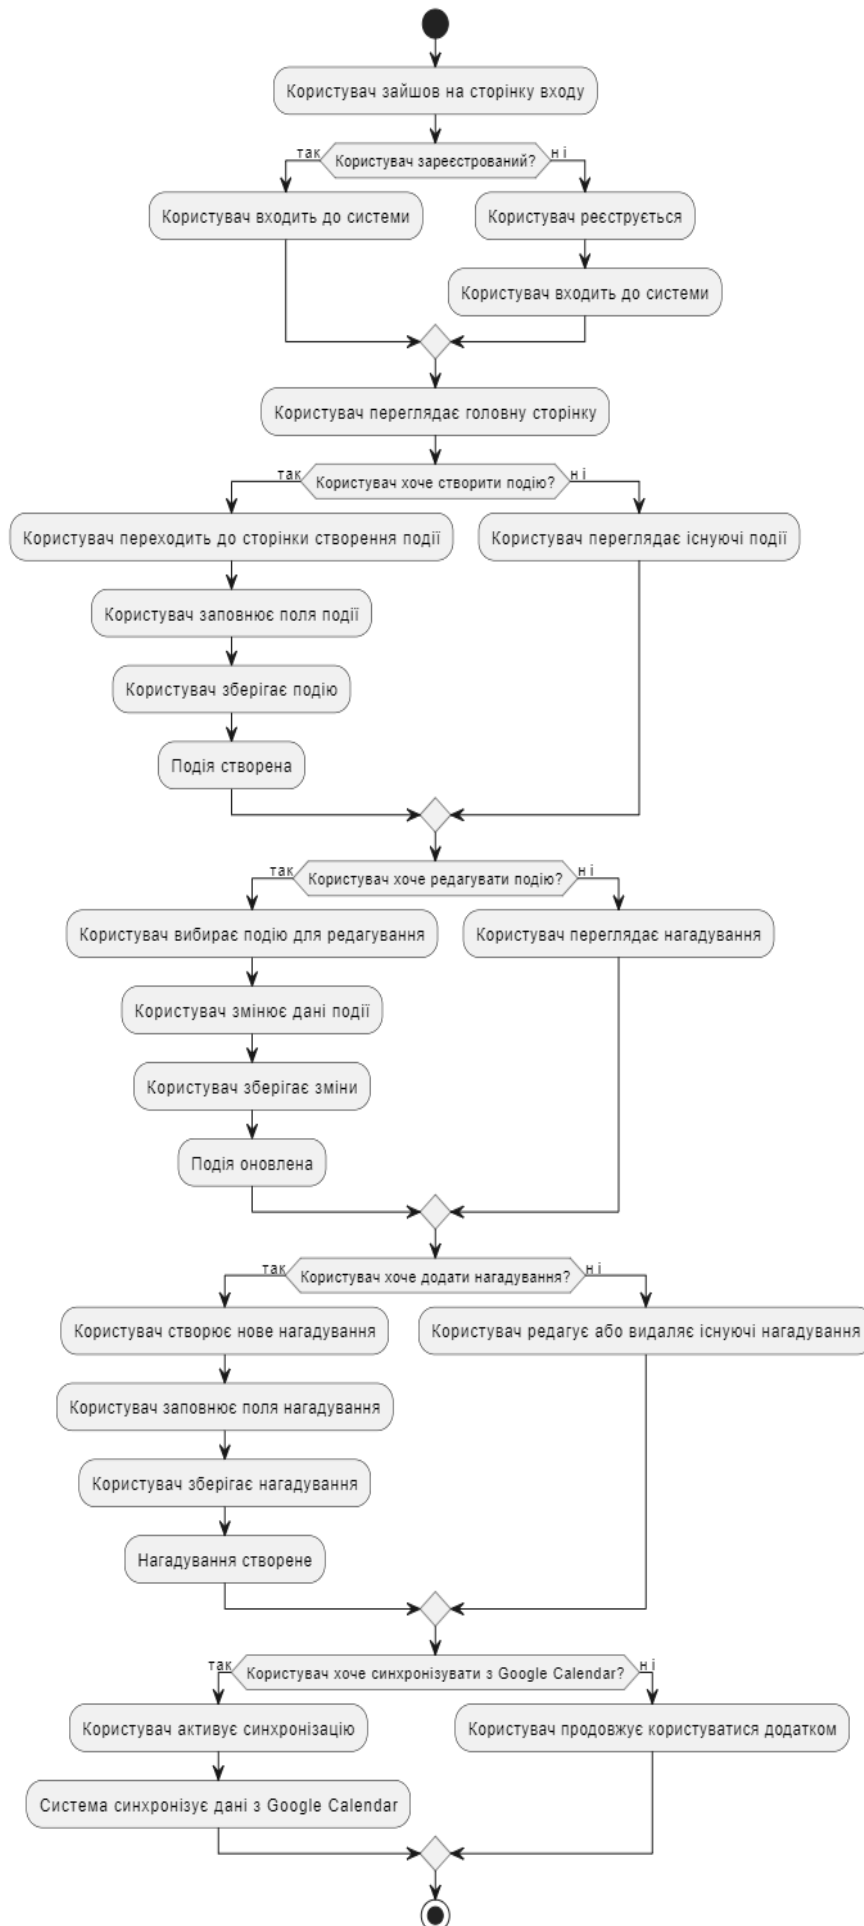 Користувач зайшов на сторінку входу
так
Користувач зареєстрований?
ні
Користувач входить до системи
Користувач реєструється
Користувач входить до системи
Користувач переглядає головну сторінку
так
Користувач хоче створити подію?
ні
Користувач переходить до сторінки створення події
Користувач переглядає існуючі події
Користувач заповнює поля події
Користувач зберігає подію
Подія створена
так
Користувач хоче редагувати подію?
ні
Користувач вибирає подію для редагування
Користувач переглядає нагадування
Користувач змінює дані події
Користувач зберігає зміни
Подія оновлена
так
Користувач хоче додати нагадування?
ні
Користувач створює нове нагадування
Користувач редагує або видаляє існуючі нагадування
Користувач заповнює поля нагадування
Користувач зберігає нагадування
Нагадування створене
так
Користувач хоче синхронізувати з Google Calendar?
ні
Користувач активує синхронізацію
Користувач продовжує користуватися додатком
Система синхронізує дані з Google Calendar